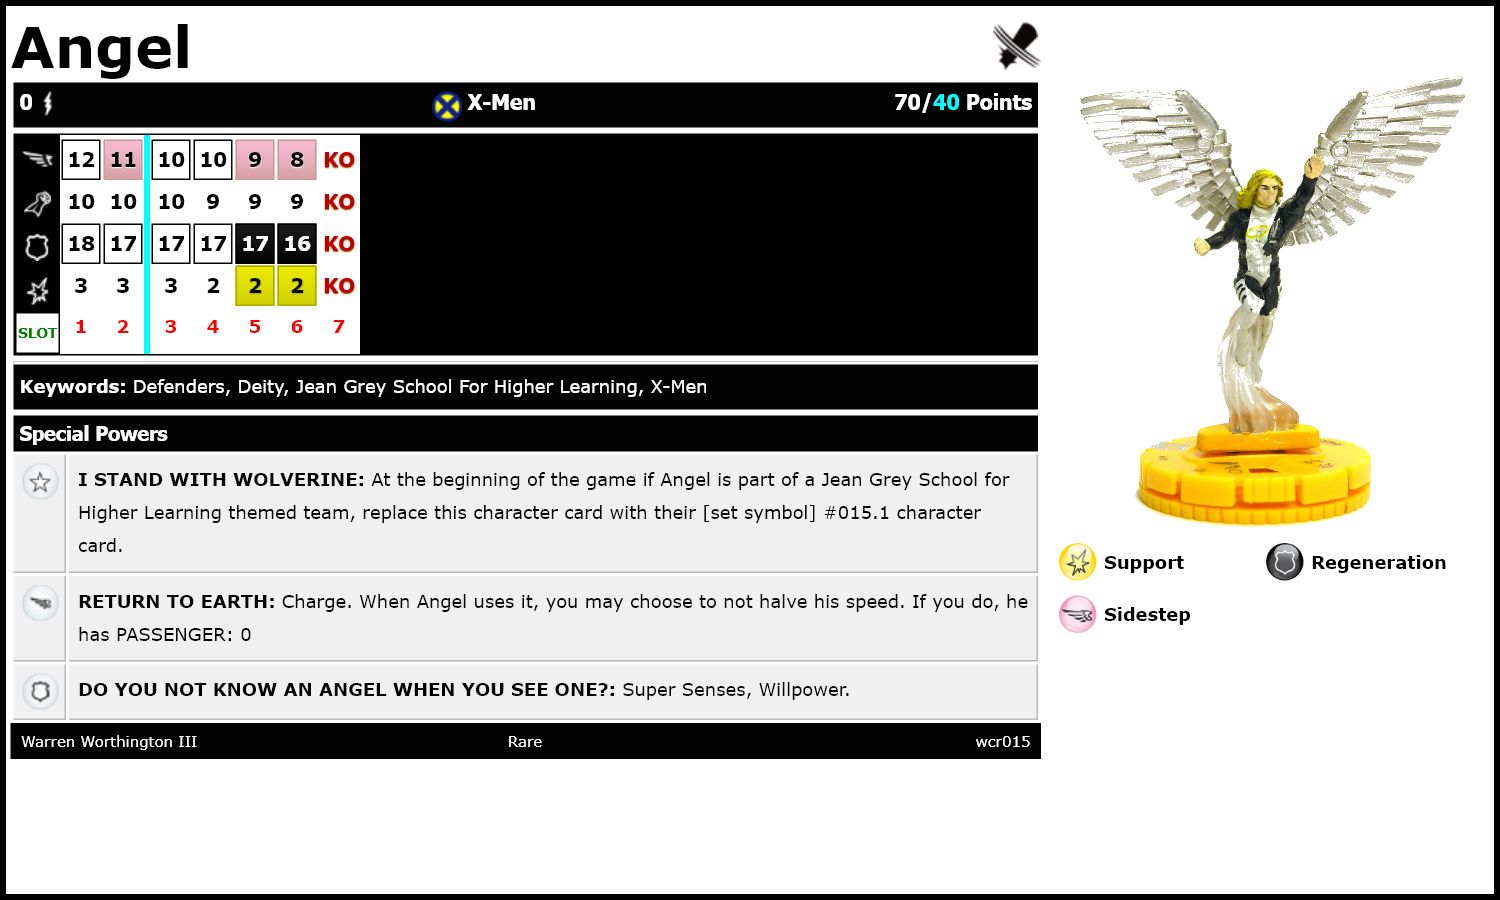 Angel
0 X-Men 70/40 Points
12 11 10 10 9 8 KO
10 10 10 9 9 9 KO
18 17 17 17 17 16 KO
3 3 3 2 2 2 KO
SLOT 1 2 3 4 5 6 7
Keywords: Defenders, Deity, Jean Grey School For Higher Learning, X-Men
Special Powers
I STAND WITH WOLVERINE: At the beginning of the game if Angel is part of a Jean Grey School for
Higher Learning themed team, replace this character card with their [set symbol] #015.1 character
card.
RETURN TO EARTH: Charge. When Angel uses it, you may choose to not halve his speed. If you do, he
has PASSENGER: 0
DO YOU NOT KNOW AN ANGEL WHEN YOU SEE ONE?: Super Senses, Willpower.
Warren Worthington III Rare wcr015
Support Regeneration
Sidestep